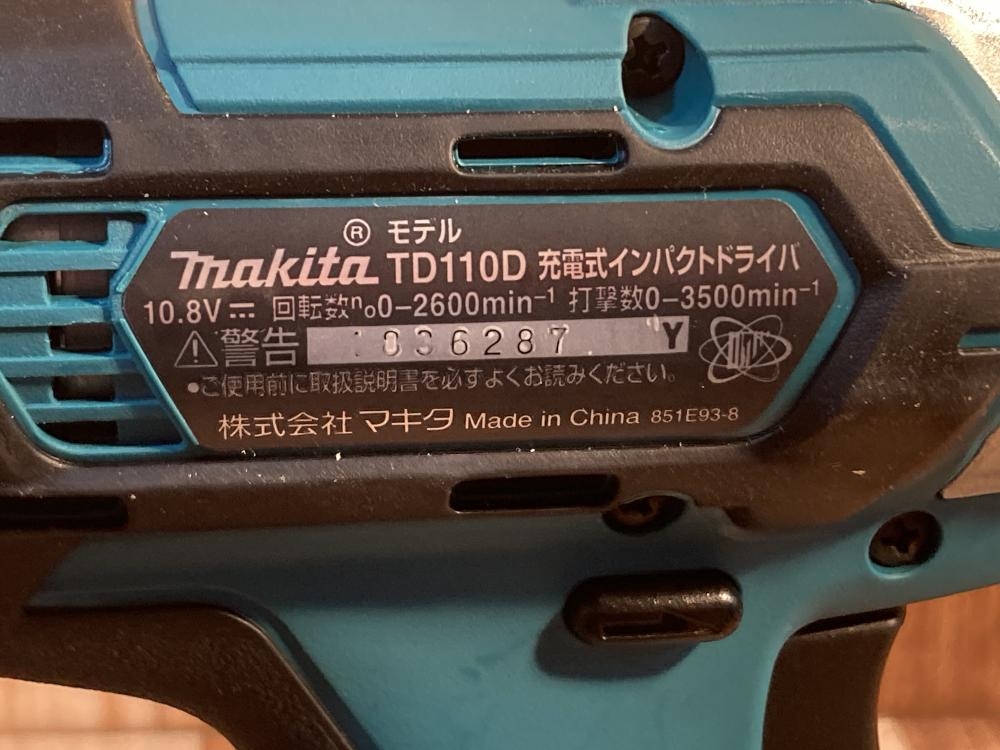 ® モデル
makita TD110D 充電式インパクトドライバ
10.8V⎓ 回転数n₀0-2600min⁻¹ 打撃数0-3500min⁻¹
⚠警告 1036287 Y
•ご使用前に取扱説明書を必ずよくお読みください。
株式会社 マキタ Made in China 851E93-8